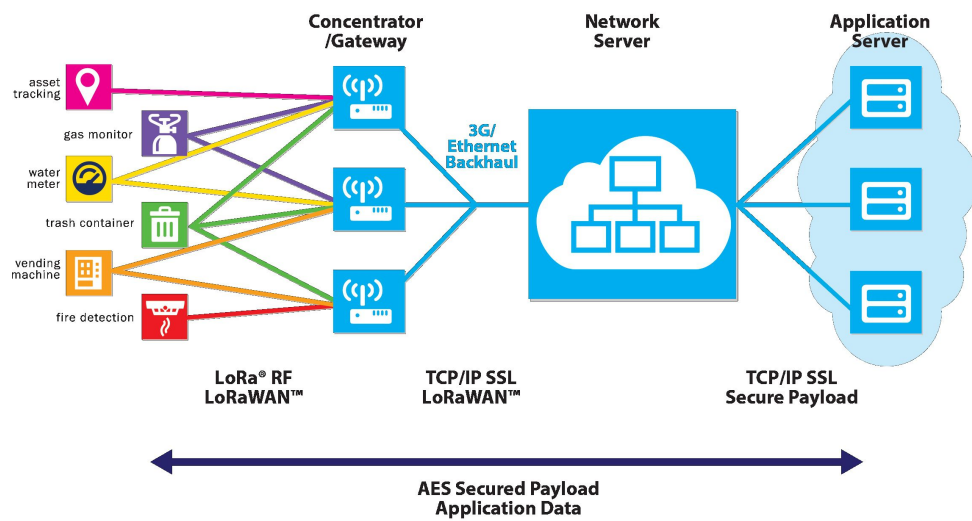 Concentrator
/Gateway
Network
Server
Application
Server
asset
tracking
gas monitor
water
meter
trash container
vending
machine
fire detection
3G/
Ethernet
Backhaul
LoRa® RF
LoRaWAN™
TCP/IP SSL
LoRaWAN™
TCP/IP SSL
Secure Payload
AES Secured Payload
Application Data